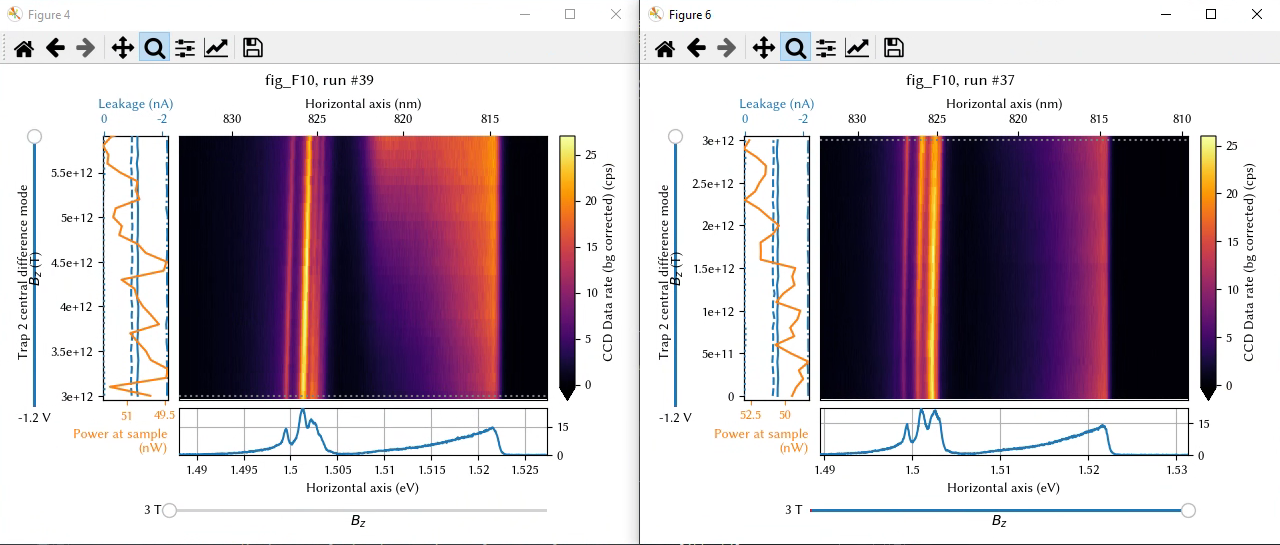 Figure 4
fig_F10, run #39
Leakage (nA)
0 -2
Horizontal axis (nm)
830 825 820 815
Trap 2 central difference mode
Bz (T)
-1.2 V
5.5e+12
5e+12
4.5e+12
4e+12
3.5e+12
3e+12
51 49.5
Power at sample
(nW)
25
20
15
10
5
0
CCD Data rate (bg corrected) (cps)
15
0
1.49 1.495 1.5 1.505 1.51 1.515 1.52 1.525
Horizontal axis (eV)
3 T
Bz
Figure 6
fig_F10, run #37
Leakage (nA)
0 -2
Horizontal axis (nm)
830 825 820 815 810
Trap 2 central difference mode
Bz (T)
-1.2 V
3e+12
2.5e+12
2e+12
1.5e+12
1e+12
5e+11
0
52.5 50
Power at sample
(nW)
25
20
15
10
5
0
CCD Data rate (bg corrected) (cps)
15
0
1.49 1.5 1.51 1.52 1.53
Horizontal axis (eV)
3 T
Bz